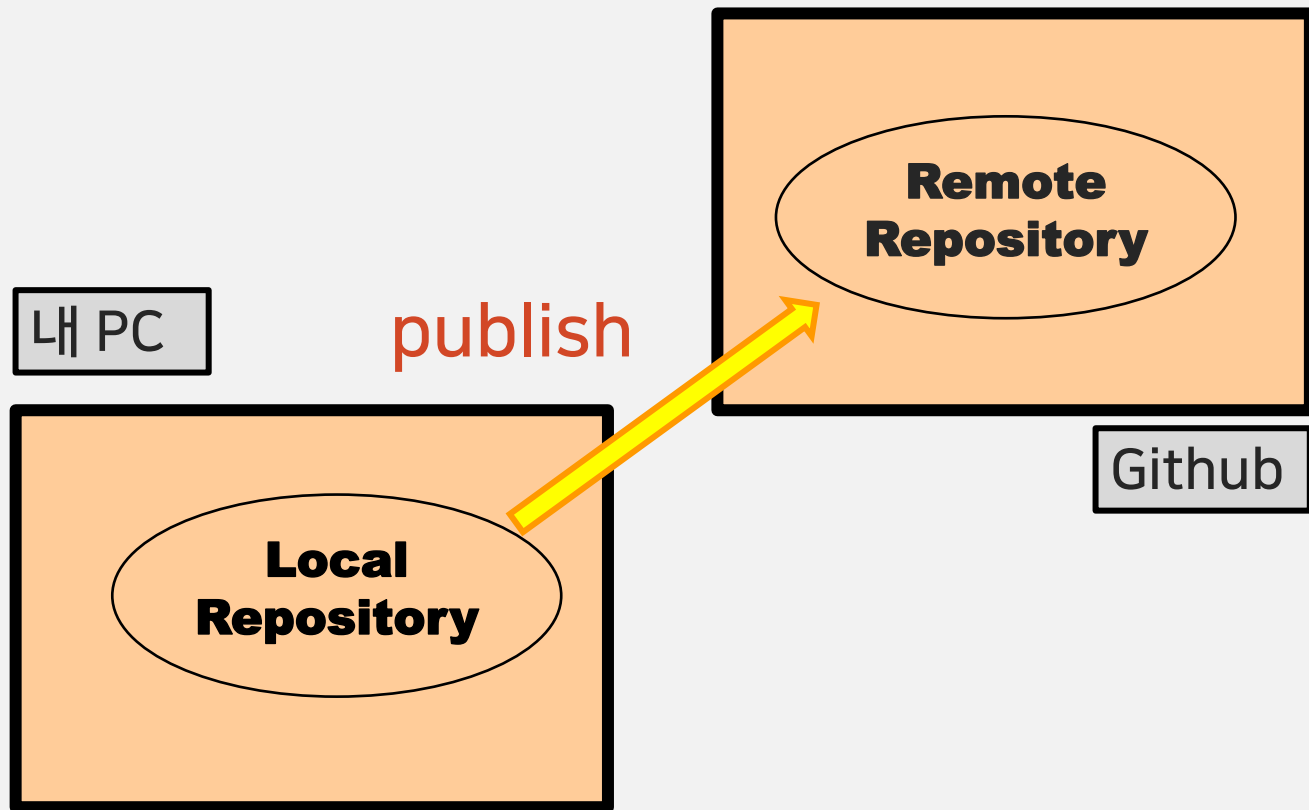 Remote
Repository
내 PC
publish
Github
Local
Repository